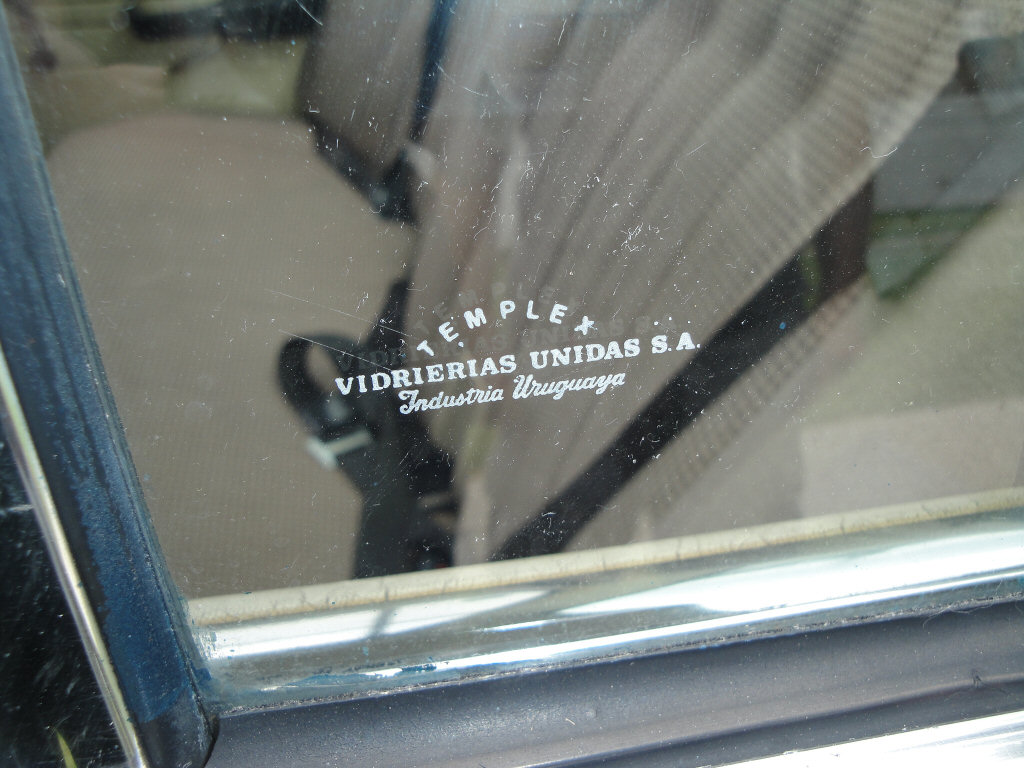 TEMPLEX
VIDRIERIAS UNIDAS S.A.
Industria Uruguaya